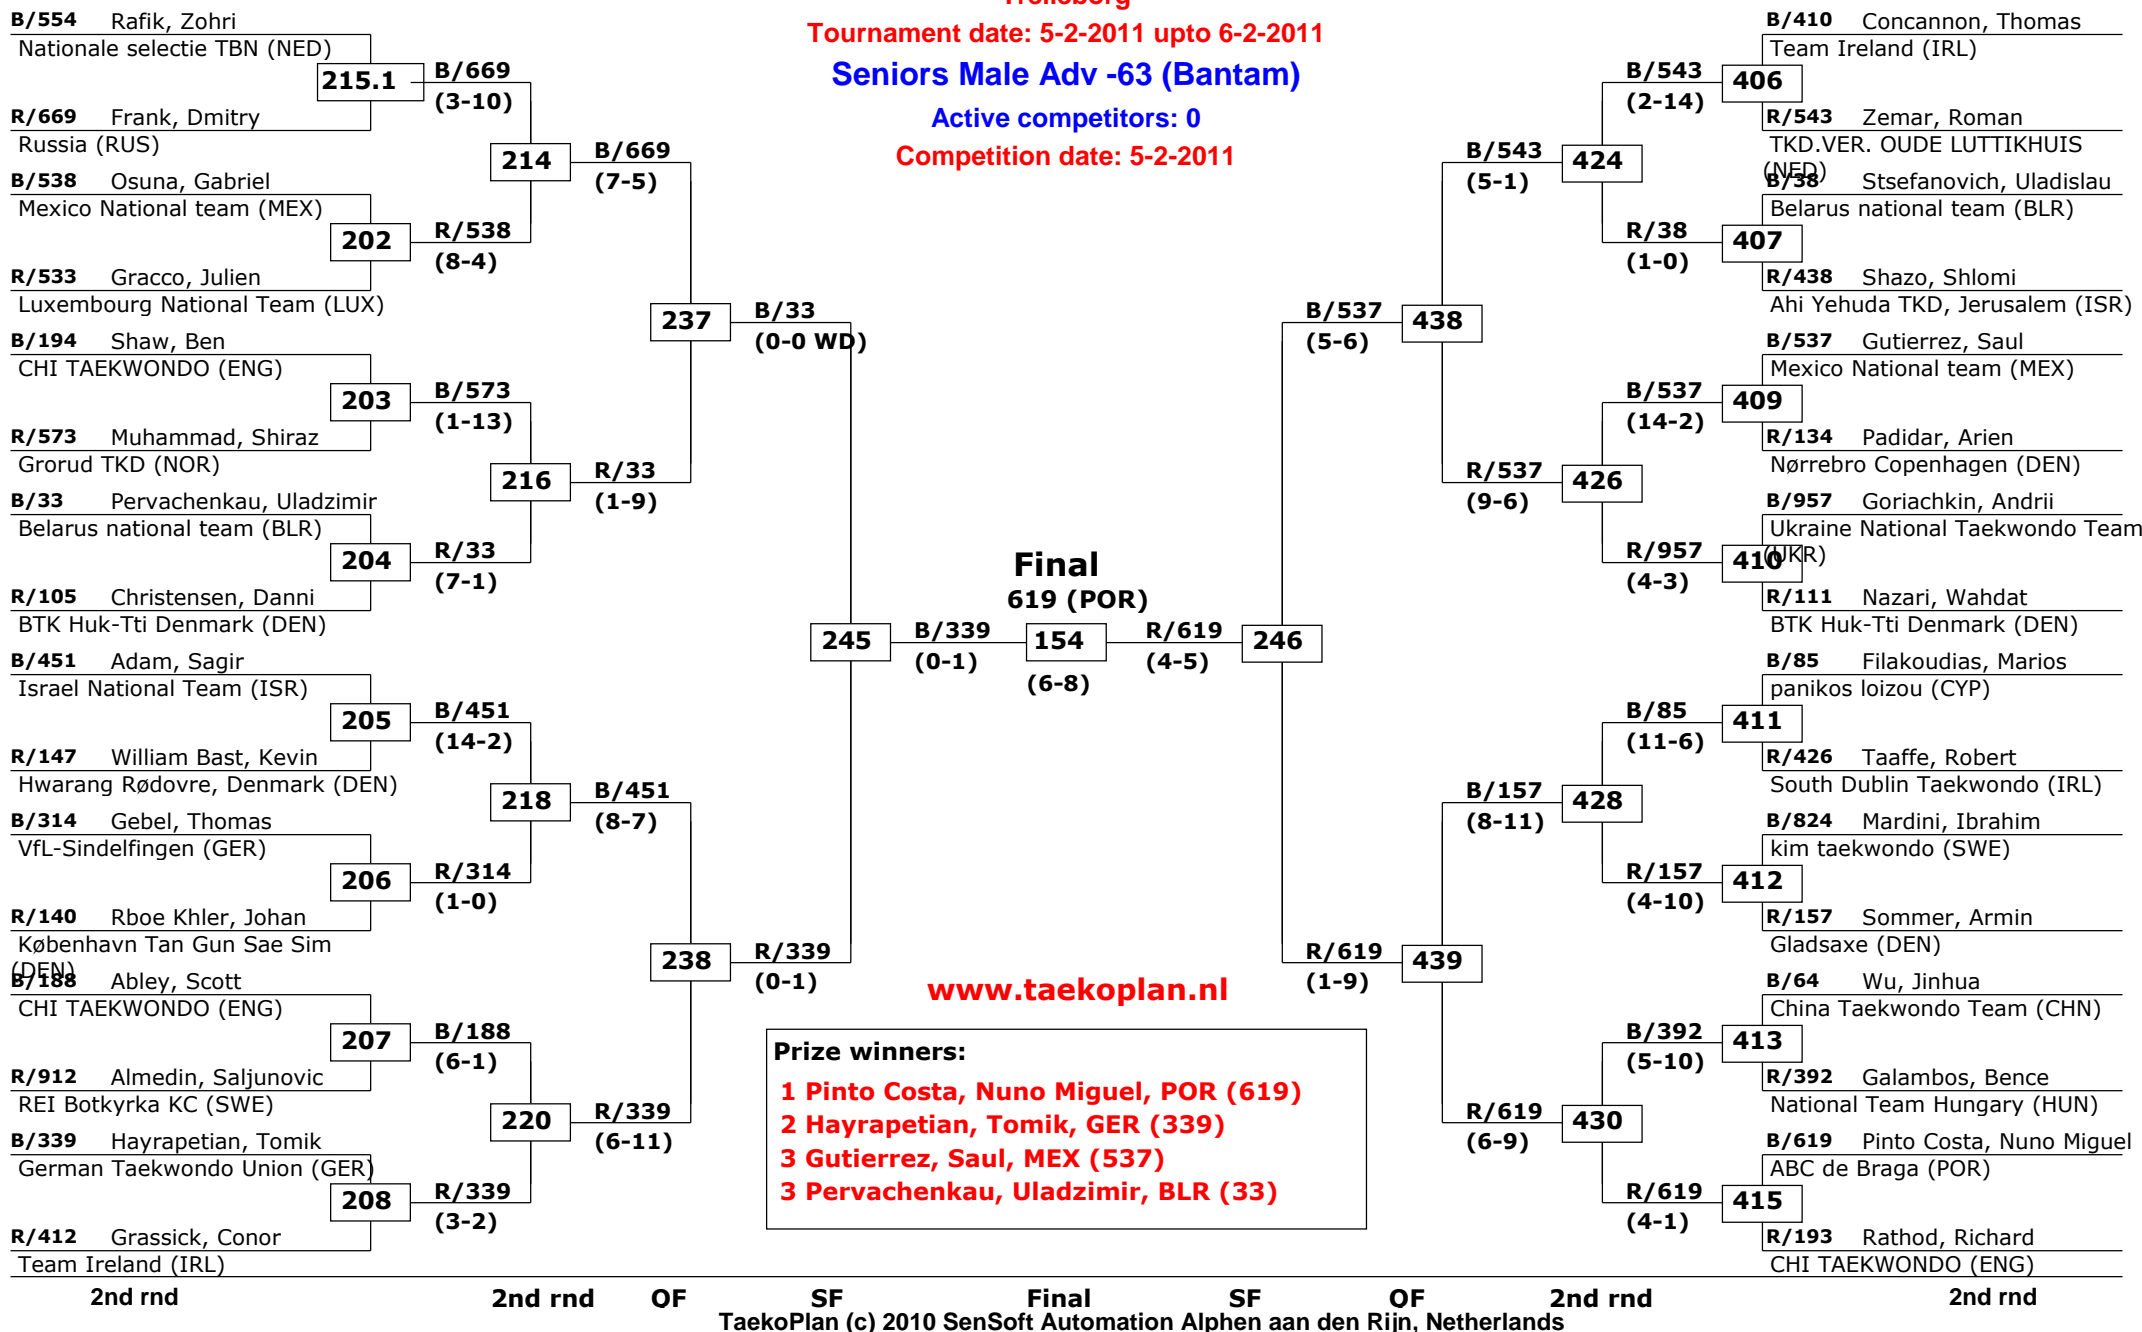 Trelleborg
Tournament date: 5-2-2011 upto 6-2-2011
Seniors Male Adv -63 (Bantam)
Active competitors: 0
Competition date: 5-2-2011
B/554 Rafik, Zohri
Nationale selectie TBN (NED)
215.1
R/669 Frank, Dmitry
Russia (RUS)
B/538 Osuna, Gabriel
Mexico National team (MEX)
202
R/533 Gracco, Julien
Luxembourg National Team (LUX)
B/194 Shaw, Ben
CHI TAEKWONDO (ENG)
203
R/573 Muhammad, Shiraz
Grorud TKD (NOR)
B/33 Pervachenkau, Uladzimir
Belarus national team (BLR)
204
R/105 Christensen, Danni
BTK Huk-Tti Denmark (DEN)
B/451 Adam, Sagir
Israel National Team (ISR)
205
R/147 William Bast, Kevin
Hwarang Rødovre, Denmark (DEN)
B/314 Gebel, Thomas
VfL-Sindelfingen (GER)
206
R/140 Rboe Khler, Johan
København Tan Gun Sae Sim
(DEN)
B/188 Abley, Scott
CHI TAEKWONDO (ENG)
207
R/912 Almedin, Saljunovic
REI Botkyrka KC (SWE)
B/339 Hayrapetian, Tomik
German Taekwondo Union (GER)
208
R/412 Grassick, Conor
Team Ireland (IRL)
B/669
(3-10)
214
R/538
(8-4)
B/573
(1-13)
216
R/33
(7-1)
B/451
(14-2)
218
R/314
(1-0)
B/188
(6-1)
220
R/339
(3-2)
B/669
(7-5)
237
R/33
(1-9)
B/451
(8-7)
238
R/339
(6-11)
B/33
(0-0 WD)
245
R/339
(0-1)
Final
619 (POR)
B/339
(0-1)
154
(6-8)
R/619
(4-5)
246
B/537
(5-6)
438
R/619
(1-9)
439
B/543
(5-1)
424
R/537
(9-6)
426
B/157
(8-11)
428
R/619
(6-9)
430
B/543
(2-14)
R/38
(1-0)
B/537
(14-2)
R/957
(4-3)
B/85
(11-6)
R/157
(4-10)
B/392
(5-10)
R/619
(4-1)
B/410 Concannon, Thomas
Team Ireland (IRL)
406
R/543 Zemar, Roman
TKD.VER. OUDE LUTTIKHUIS
(NED)
B/38 Stsefanovich, Uladislau
Belarus national team (BLR)
407
R/438 Shazo, Shlomi
Ahi Yehuda TKD, Jerusalem (ISR)
B/537 Gutierrez, Saul
Mexico National team (MEX)
409
R/134 Padidar, Arien
Nørrebro Copenhagen (DEN)
B/957 Goriachkin, Andrii
Ukraine National Taekwondo Team
(UKR)
410
R/111 Nazari, Wahdat
BTK Huk-Tti Denmark (DEN)
B/85 Filakoudias, Marios
panikos loizou (CYP)
411
R/426 Taaffe, Robert
South Dublin Taekwondo (IRL)
B/824 Mardini, Ibrahim
kim taekwondo (SWE)
412
R/157 Sommer, Armin
Gladsaxe (DEN)
B/64 Wu, Jinhua
China Taekwondo Team (CHN)
413
R/392 Galambos, Bence
National Team Hungary (HUN)
B/619 Pinto Costa, Nuno Miguel
ABC de Braga (POR)
415
R/193 Rathod, Richard
CHI TAEKWONDO (ENG)
www.taekoplan.nl
Prize winners:
1 Pinto Costa, Nuno Miguel, POR (619)
2 Hayrapetian, Tomik, GER (339)
3 Gutierrez, Saul, MEX (537)
3 Pervachenkau, Uladzimir, BLR (33)
2nd rnd 2nd rnd QF SF Final SF QF 2nd rnd 2nd rnd
TaekoPlan (c) 2010 SenSoft Automation Alphen aan den Rijn, Netherlands